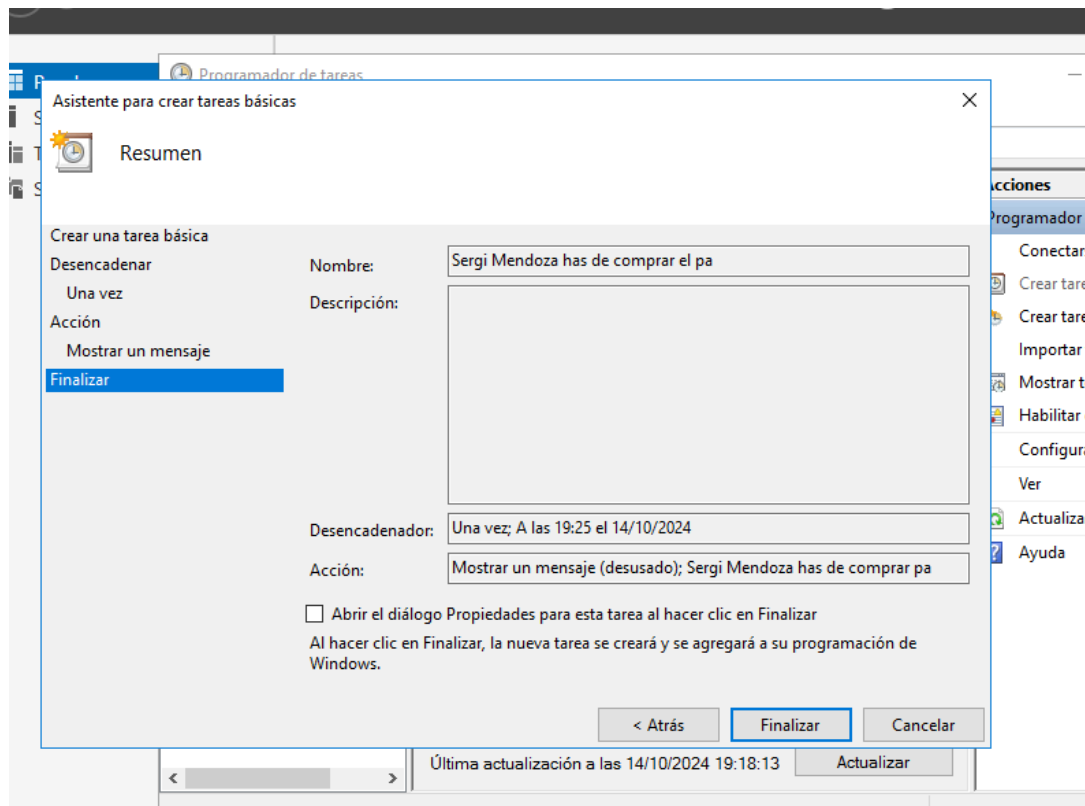 Programador de tareas
Asistente para crear tareas básicas
Resumen
Crear una tarea básica
Desencadenar
Una vez
Acción
Mostrar un mensaje
Finalizar
Nombre:
Sergi Mendoza has de comprar el pa
Descripción:
Desencadenador:
Una vez; A las 19:25 el 14/10/2024
Acción:
Mostrar un mensaje (desusado); Sergi Mendoza has de comprar pa
Abrir el diálogo Propiedades para esta tarea al hacer clic en Finalizar
Al hacer clic en Finalizar, la nueva tarea se creará y se agregará a su programación de
Windows.
< Atrás
Finalizar
Cancelar
Última actualización a las 14/10/2024 19:18:13
Actualizar
Acciones
Programador
Conectar
Crear tare
Crear tare
Importar
Mostrar t
Habilitar
Configura
Ver
Actualiza
Ayuda